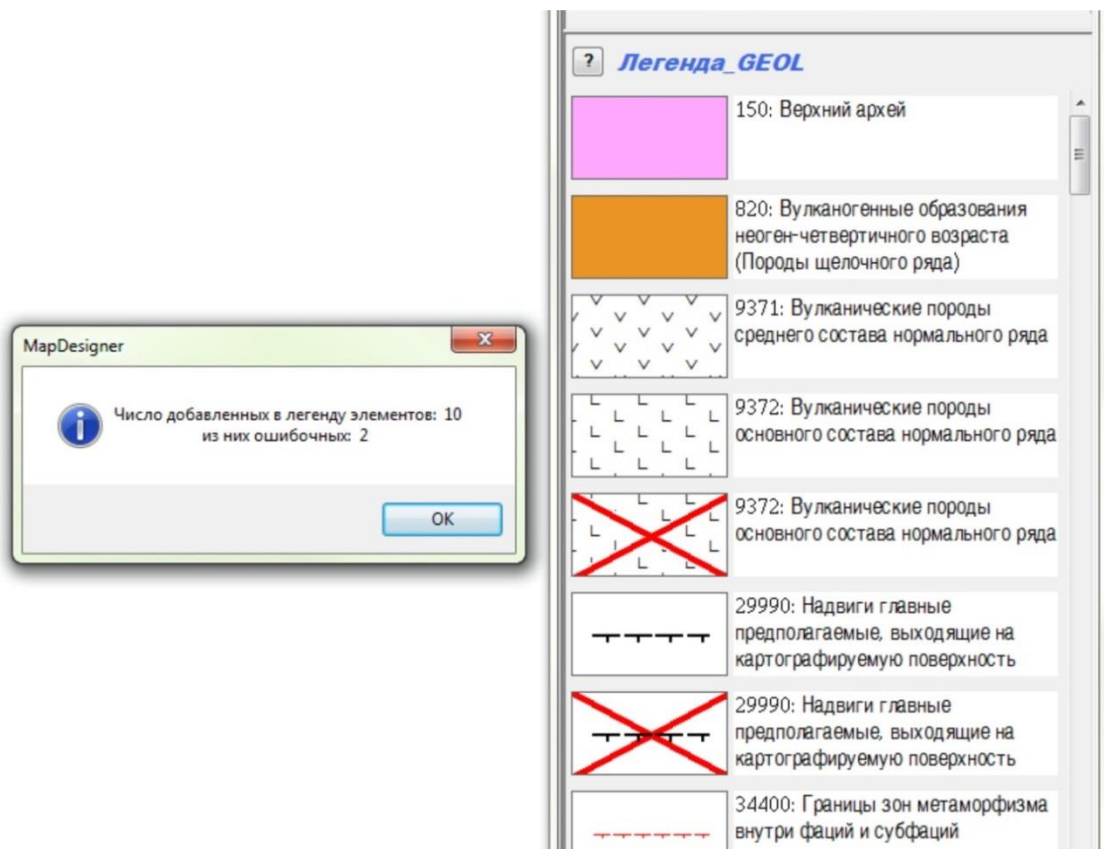 MapDesigner
Число добавленных в легенду элементов: 10
из них ошибочных: 2
OK
? Легенда_GEOL
150: Верхний архей
820: Вулканогенные образования
неоген-четвертичного возраста
(Породы щелочного ряда)
9371: Вулканические породы
среднего состава нормального ряда
9372: Вулканические породы
основного состава нормального ряда
9372: Вулканические породы
основного состава нормального ряда
29990: Надвиги главные
предполагаемые, выходящие на
картографируемую поверхность
29990: Надвиги главные
предполагаемые, выходящие на
картографируемую поверхность
34400: Границы зон метаморфизма
внутри фаций и субфаций